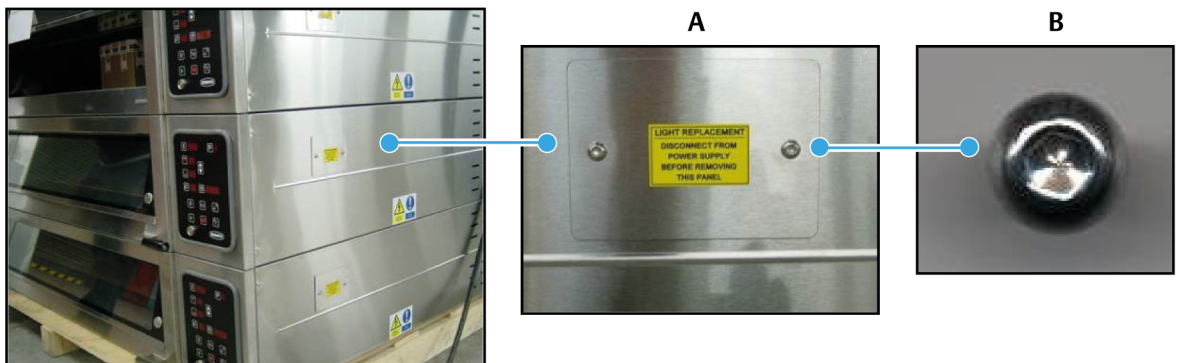 A
B
LIGHT REPLACEMENT
DISCONNECT FROM
POWER SUPPLY
BEFORE REMOVING
THIS PANEL